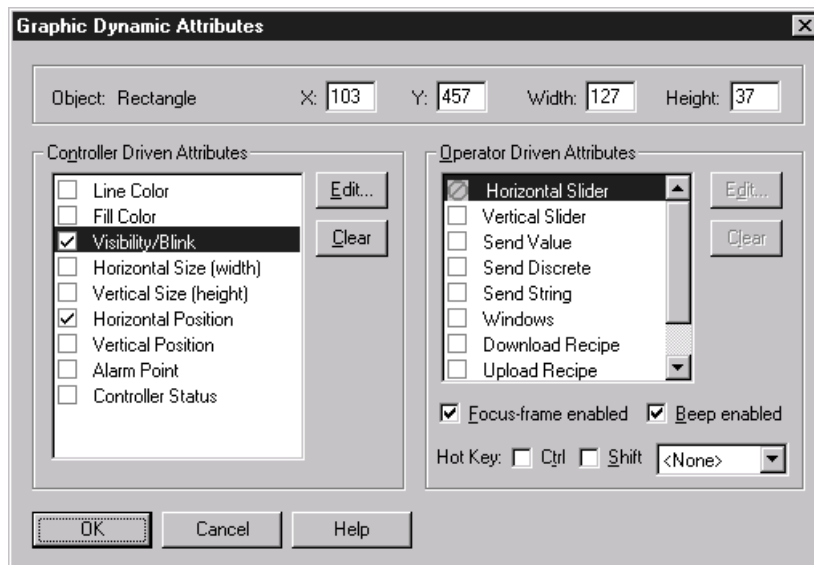 Graphic Dynamic Attributes
Object: Rectangle X: 103 Y: 457 Width: 127 Height: 37
Controller Driven Attributes
Line Color
Fill Color
Visibility/Blink
Horizontal Size (width)
Vertical Size (height)
Horizontal Position
Vertical Position
Alarm Point
Controller Status
Edit...
Clear
Operator Driven Attributes
Horizontal Slider
Vertical Slider
Send Value
Send Discrete
Send String
Windows
Download Recipe
Upload Recipe
Edit...
Clear
Focus-frame enabled Beep enabled
Hot Key: Ctrl Shift <None>
OK Cancel Help